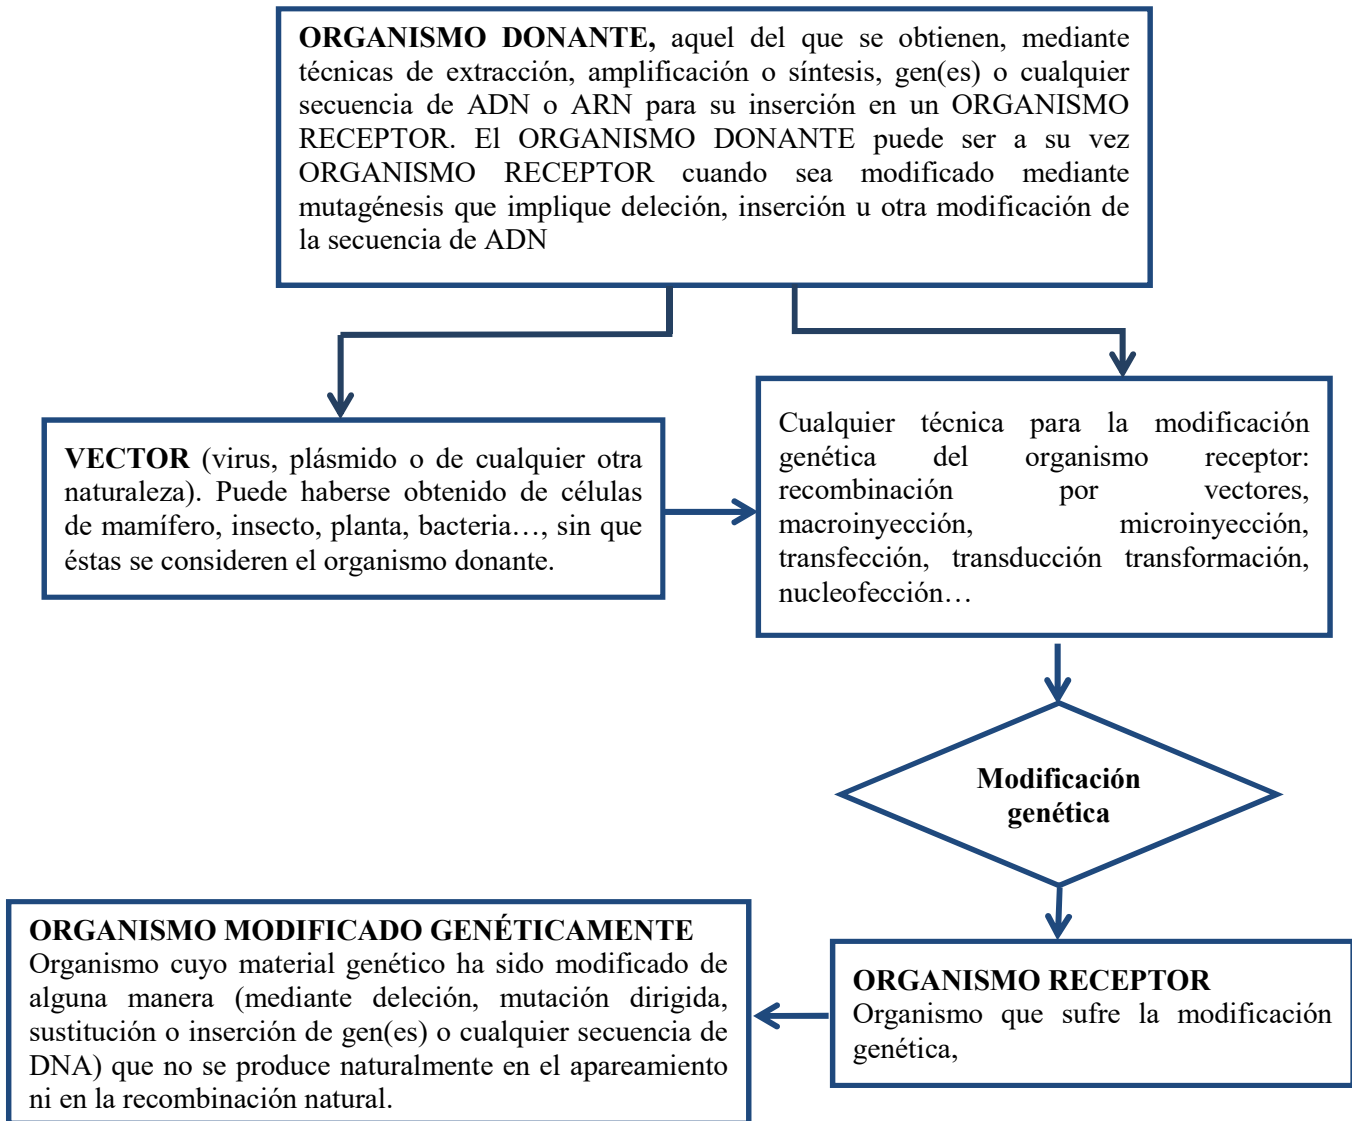 ORGANISMO DONANTE, aquel del que se obtienen, mediante
técnicas de extracción, amplificación o síntesis, gen(es) o cualquier
secuencia de ADN o ARN para su inserción en un ORGANISMO
RECEPTOR. El ORGANISMO DONANTE puede ser a su vez
ORGANISMO RECEPTOR cuando sea modificado mediante
mutagénesis que implique deleción, inserción u otra modificación de
la secuencia de ADN
VECTOR (virus, plásmido o de cualquier otra
naturaleza). Puede haberse obtenido de células
de mamífero, insecto, planta, bacteria…, sin que
éstas se consideren el organismo donante.
Cualquier técnica para la modificación
genética del organismo receptor:
recombinación por vectores,
macroinyección, microinyección,
transfección, transducción transformación,
nucleofección…
Modificación
genética
ORGANISMO RECEPTOR
Organismo que sufre la modificación
genética,
ORGANISMO MODIFICADO GENÉTICAMENTE
Organismo cuyo material genético ha sido modificado de
alguna manera (mediante deleción, mutación dirigida,
sustitución o inserción de gen(es) o cualquier secuencia de
DNA) que no se produce naturalmente en el apareamiento
ni en la recombinación natural.